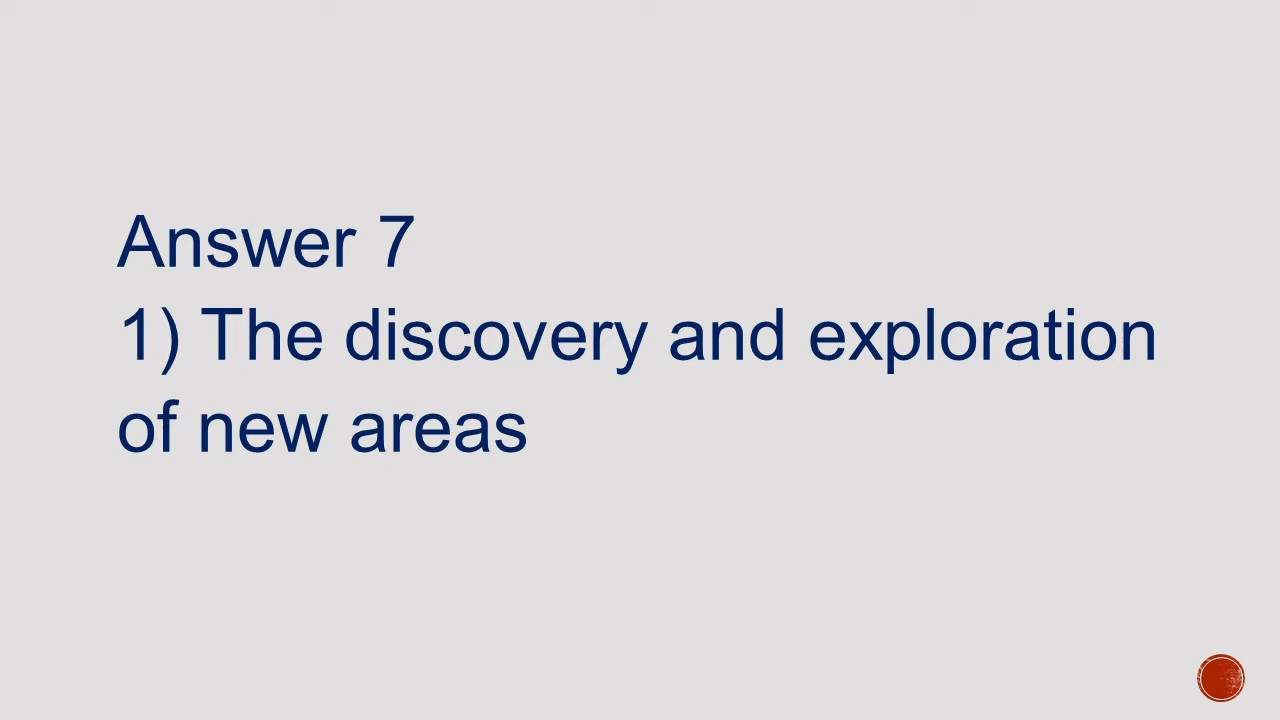 Answer 7
1) The discovery and exploration
of new areas